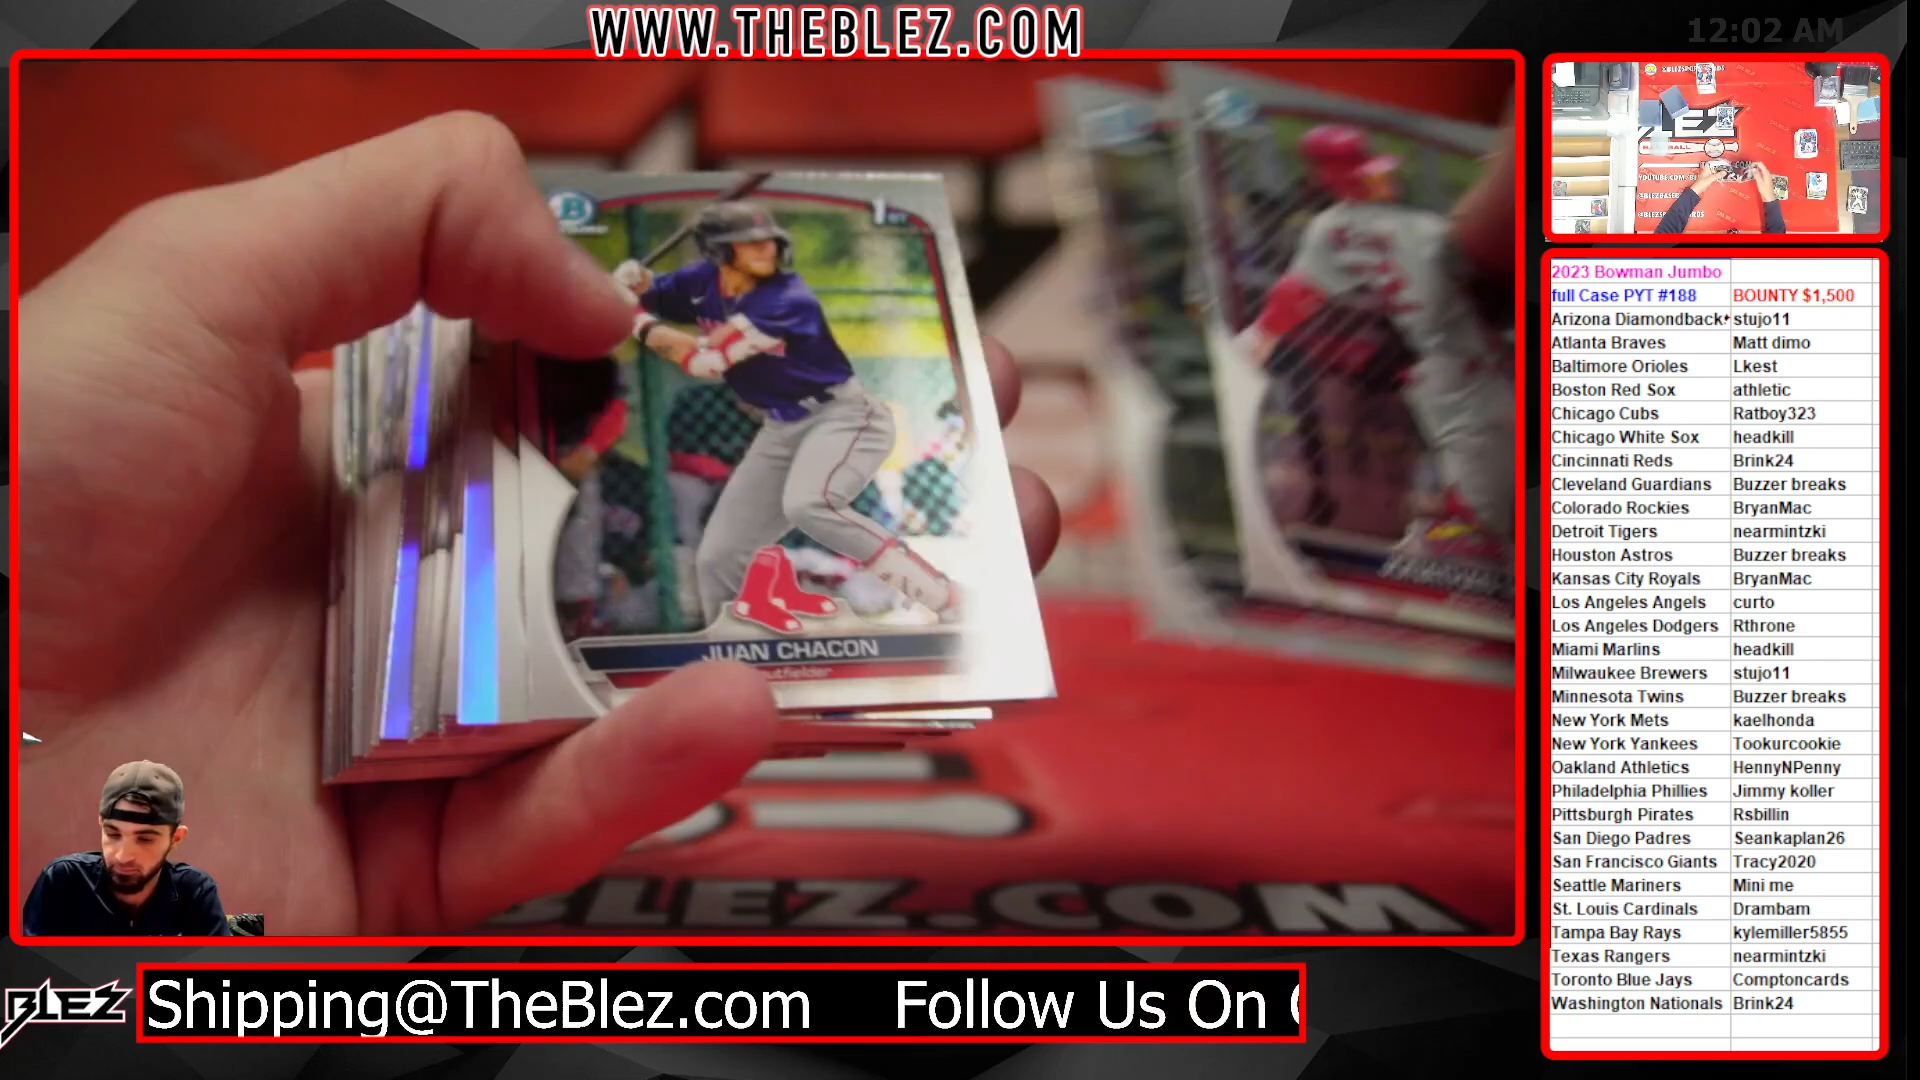 WWW.THEBLEZ.COM
12:02 AM
1ST
JUAN CHACON
BLEZ.COM
BLEZ
Shipping@TheBlez.com Follow Us On
2023 Bowman Jumbo
full Case PYT #188 BOUNTY $1,500
Arizona Diamondback stujo11
Atlanta Braves Matt dimo
Baltimore Orioles Lkest
Boston Red Sox athletic
Chicago Cubs Ratboy323
Chicago White Sox headkill
Cincinnati Reds Brink24
Cleveland Guardians Buzzer breaks
Colorado Rockies BryanMac
Detroit Tigers nearmintzki
Houston Astros Buzzer breaks
Kansas City Royals BryanMac
Los Angeles Angels curto
Los Angeles Dodgers Rthrone
Miami Marlins headkill
Milwaukee Brewers stujo11
Minnesota Twins Buzzer breaks
New York Mets kaelhonda
New York Yankees Tookurcookie
Oakland Athletics HennyNPenny
Philadelphia Phillies Jimmy koller
Pittsburgh Pirates Rsbillin
San Diego Padres Seankaplan26
San Francisco Giants Tracy2020
Seattle Mariners Mini me
St. Louis Cardinals Drambam
Tampa Bay Rays kylemiller5855
Texas Rangers nearmintzki
Toronto Blue Jays Comptoncards
Washington Nationals Brink24